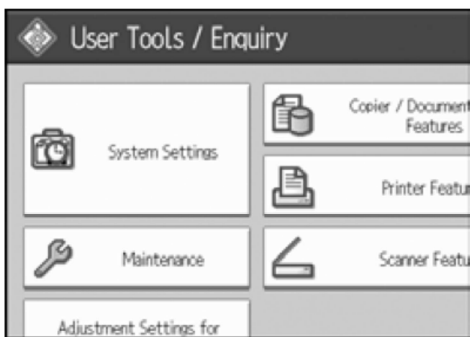 User Tools / Enquiry
System Settings
Copier / Document
Features
Printer Featu
Maintenance
Scanner Featu
Adjustment Settings for